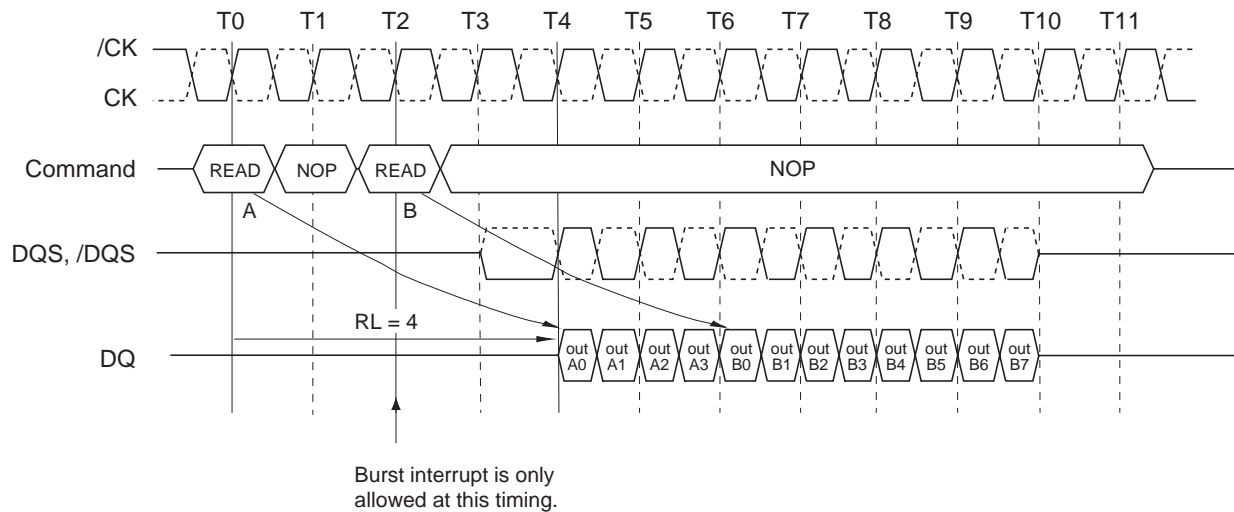 T0 T1 T2 T3 T4 T5 T6 T7 T8 T9 T10 T11
/CK
CK
Command READ NOP READ NOP
A B
DQS, /DQS
RL = 4
DQ out A0 out A1 out A2 out A3 out B0 out B1 out B2 out B3 out B4 out B5 out B6 out B7
Burst interrupt is only
allowed at this timing.